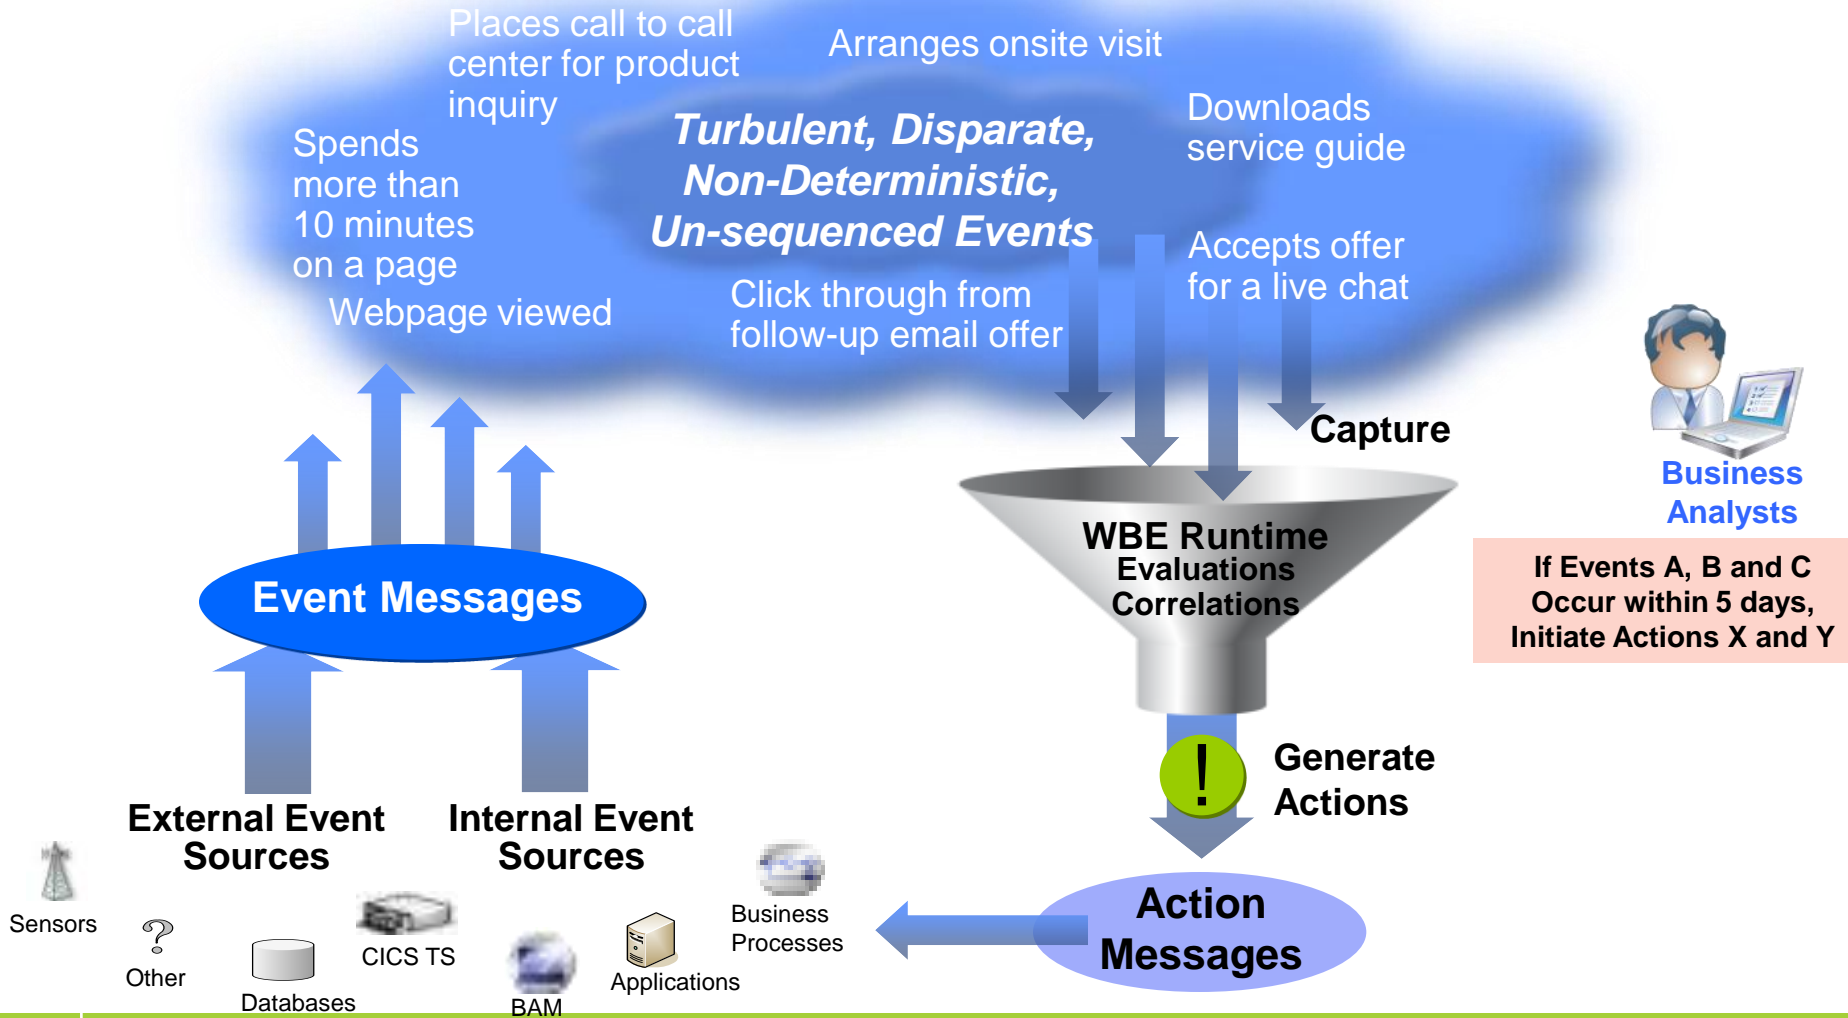 Places call to call
center for product
inquiry
Arranges onsite visit
Downloads
service guide
Spends
more than
10 minutes
on a page
Turbulent, Disparate,
Non-Deterministic,
Un-sequenced Events
Accepts offer
for a live chat
Webpage viewed
Click through from
follow-up email offer
Capture
Business
Analysts
WBE Runtime
Evaluations
Correlations
If Events A, B and C
Occur within 5 days,
Initiate Actions X and Y
Event Messages
Generate
Actions
!
External Event
Sources
Internal Event
Sources
Sensors
?
Other
Databases
CICS TS
BAM
Applications
Business
Processes
Action
Messages